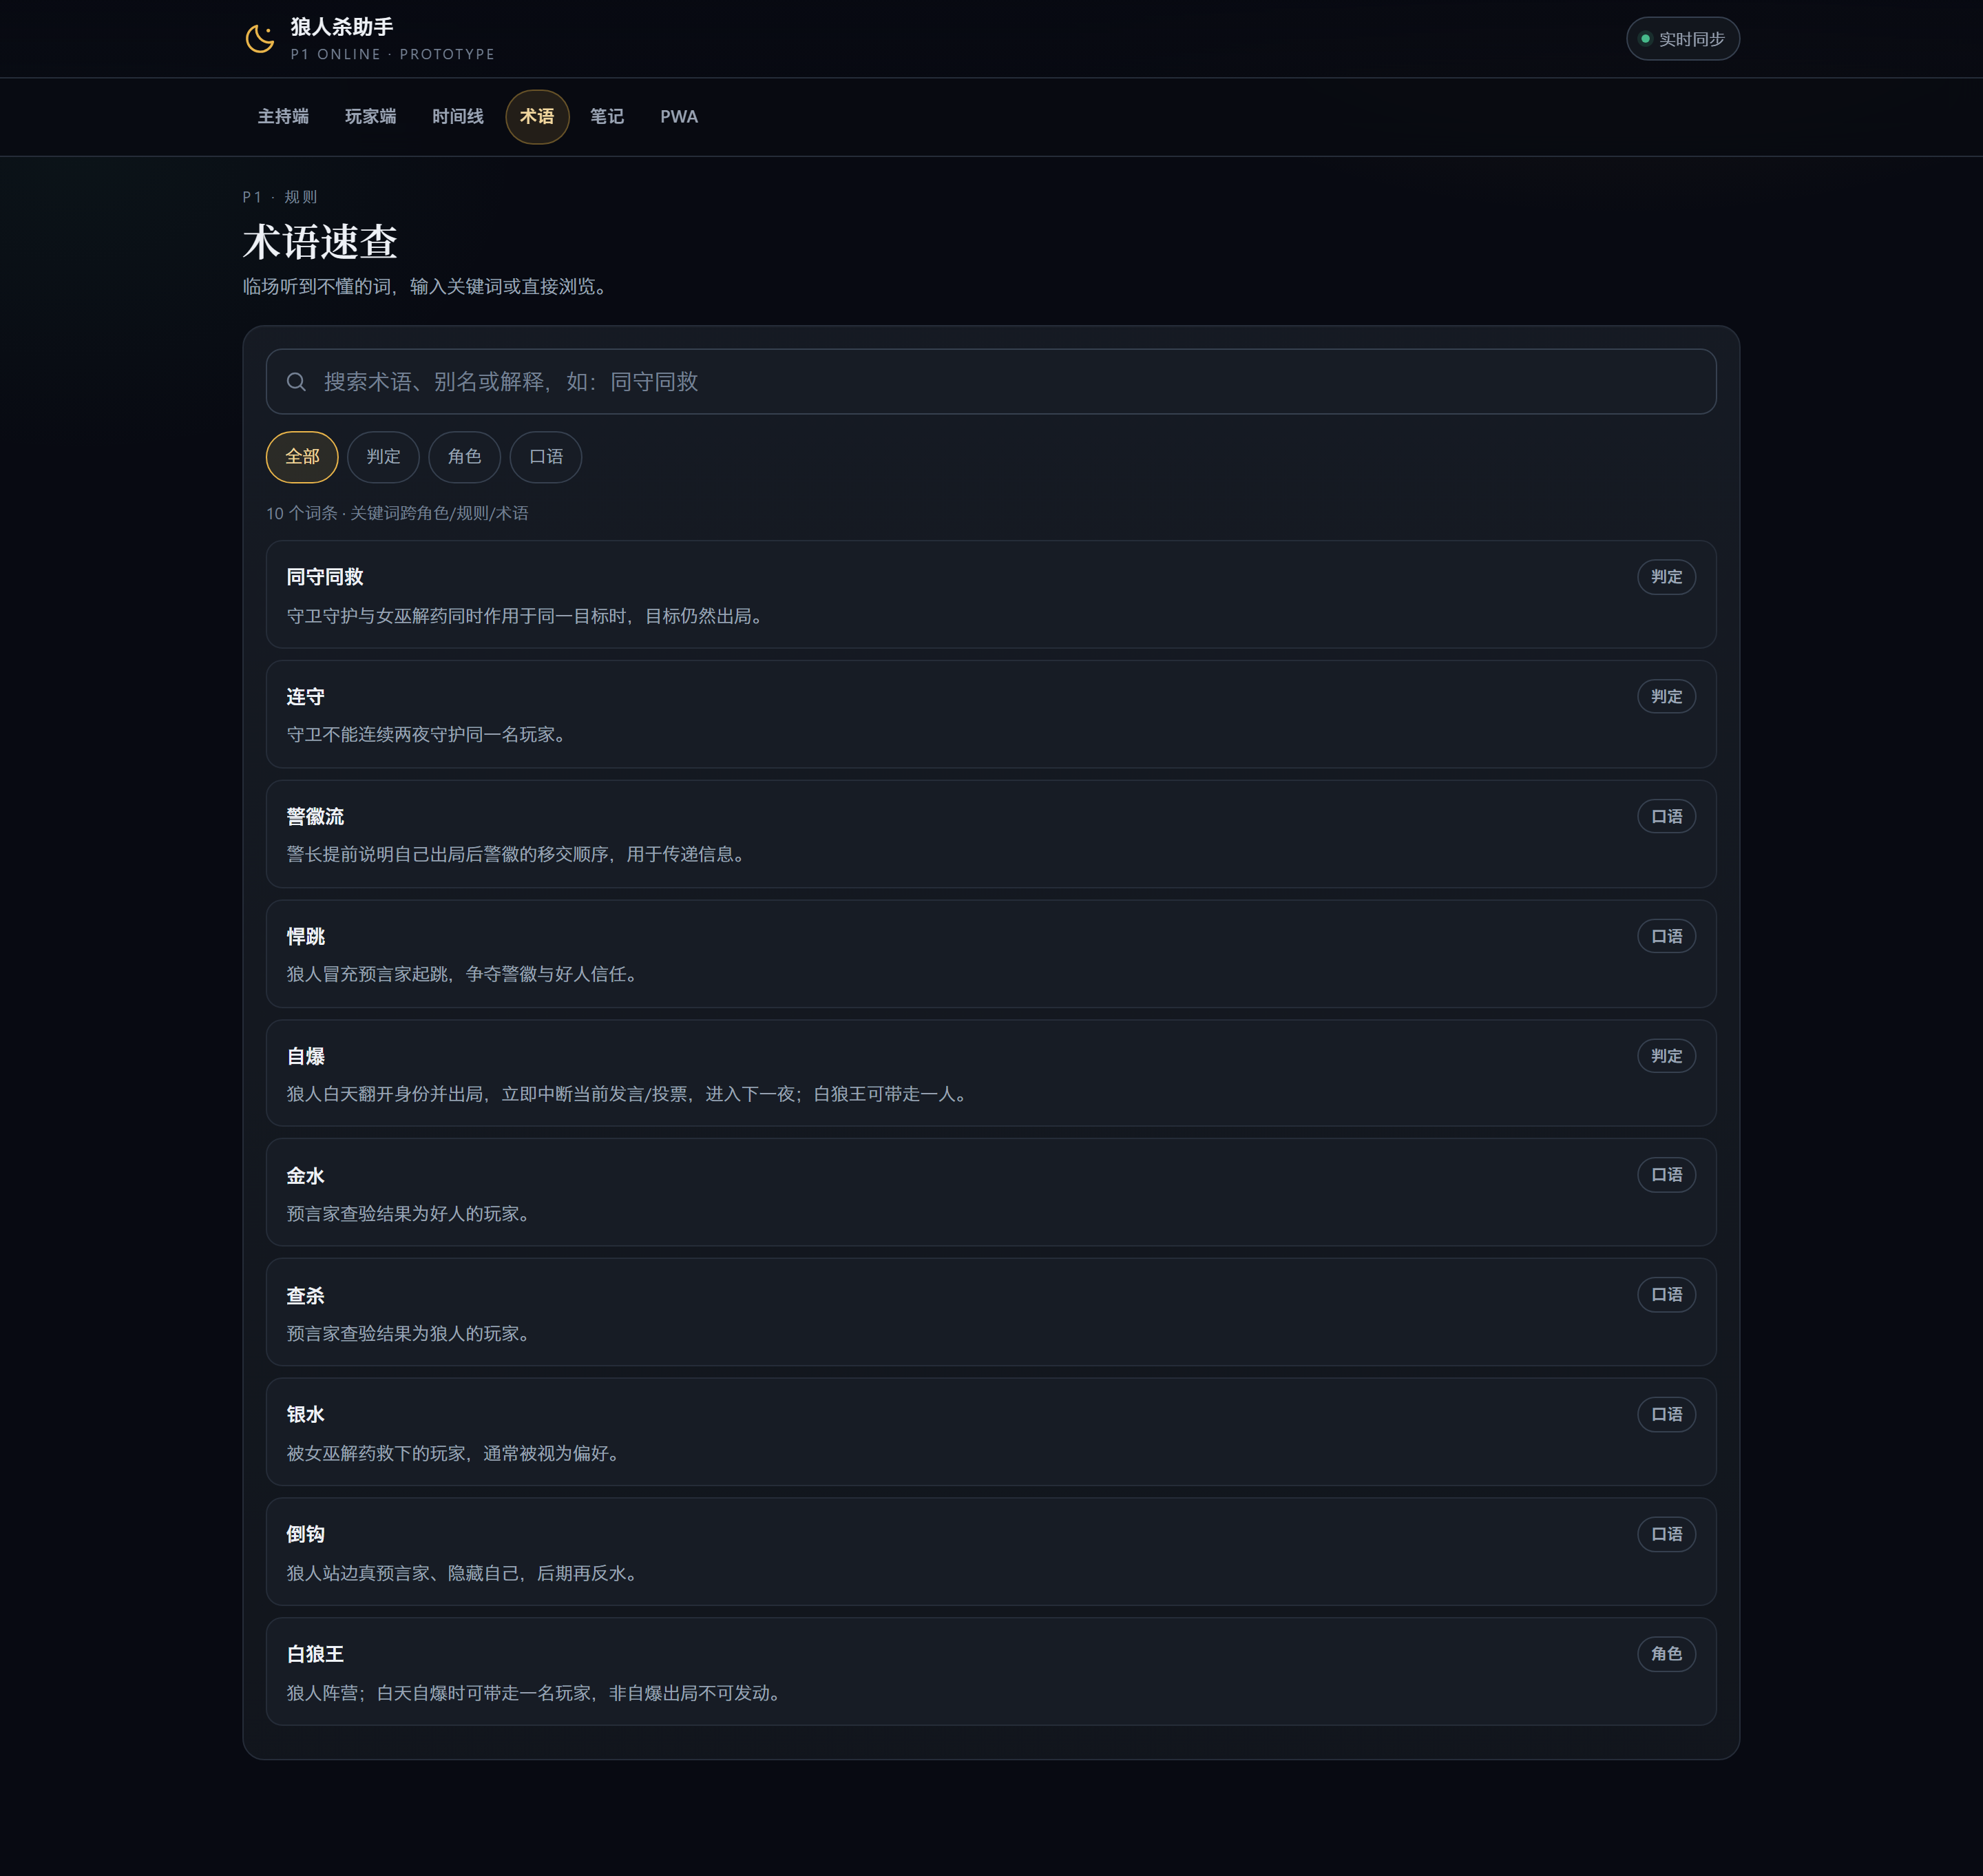 狼人杀助手
P1 ONLINE · PROTOTYPE
实时同步
主持端 玩家端 时间线 术语 笔记 PWA
P1 · 规则
术语速查
临场听到不懂的词，输入关键词或直接浏览。
搜索术语、别名或解释，如：同守同救
全部 判定 角色 口语
10 个词条 · 关键词跨角色/规则/术语
同守同救 判定
守卫守护与女巫解药同时作用于同一目标时，目标仍然出局。
连守 判定
守卫不能连续两夜守护同一名玩家。
警徽流 口语
警长提前说明自己出局后警徽的移交顺序，用于传递信息。
悍跳 口语
狼人冒充预言家起跳，争夺警徽与好人信任。
自爆 判定
狼人白天翻开身份并出局，立即中断当前发言/投票，进入下一夜；白狼王可带走一人。
金水 口语
预言家查验结果为好人的玩家。
查杀 口语
预言家查验结果为狼人的玩家。
银水 口语
被女巫解药救下的玩家，通常被视为偏好。
倒钩 口语
狼人站边真预言家、隐藏自己，后期再反水。
白狼王 角色
狼人阵营；白天自爆时可带走一名玩家，非自爆出局不可发动。